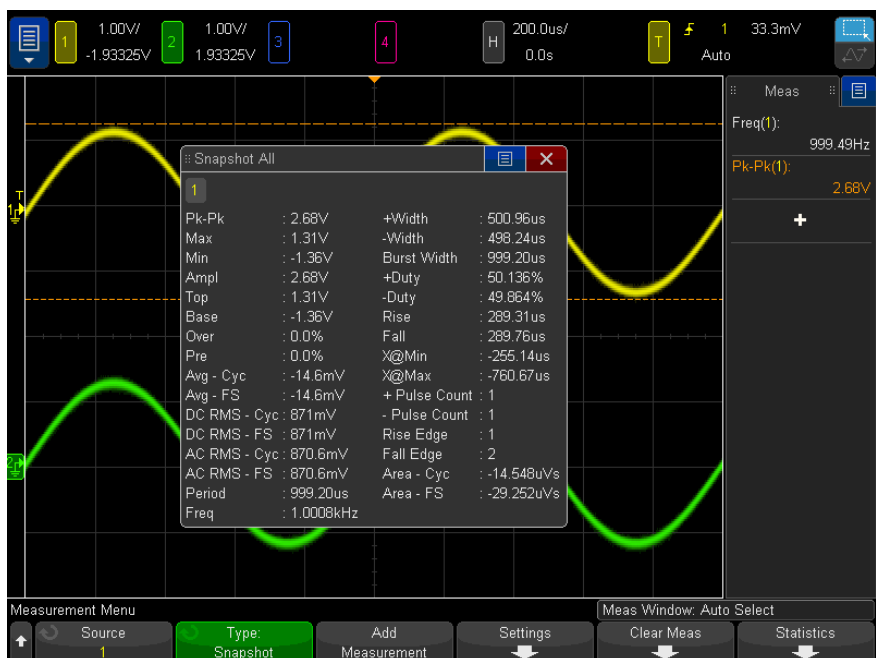 1 1.00V/ -1.93325V
2 1.00V/ 1.93325V
3
4
H 200.0us/ 0.0s
T 1 33.3mV Auto
Meas
Freq(1):
999.49Hz
Pk-Pk(1):
2.68V
+
Snapshot All
1
Pk-Pk : 2.68V +Width : 500.96us
Max : 1.31V -Width : 498.24us
Min : -1.36V Burst Width : 999.20us
Ampl : 2.68V +Duty : 50.136%
Top : 1.31V -Duty : 49.864%
Base : -1.36V Rise : 289.31us
Over : 0.0% Fall : 289.76us
Pre : 0.0% X@Min : -255.14us
Avg - Cyc : -14.6mV X@Max : -760.67us
Avg - FS : -14.6mV + Pulse Count : 1
DC RMS - Cyc : 871mV - Pulse Count : 1
DC RMS - FS : 871mV Rise Edge : 1
AC RMS - Cyc : 870.6mV Fall Edge : 2
AC RMS - FS : 870.6mV Area - Cyc : -14.548uVs
Period : 999.20us Area - FS : -29.252uVs
Freq : 1.0008kHz
T
1
2
Measurement Menu
Meas Window: Auto Select
Source 1
Type: Snapshot
Add Measurement
Settings
Clear Meas
Statistics